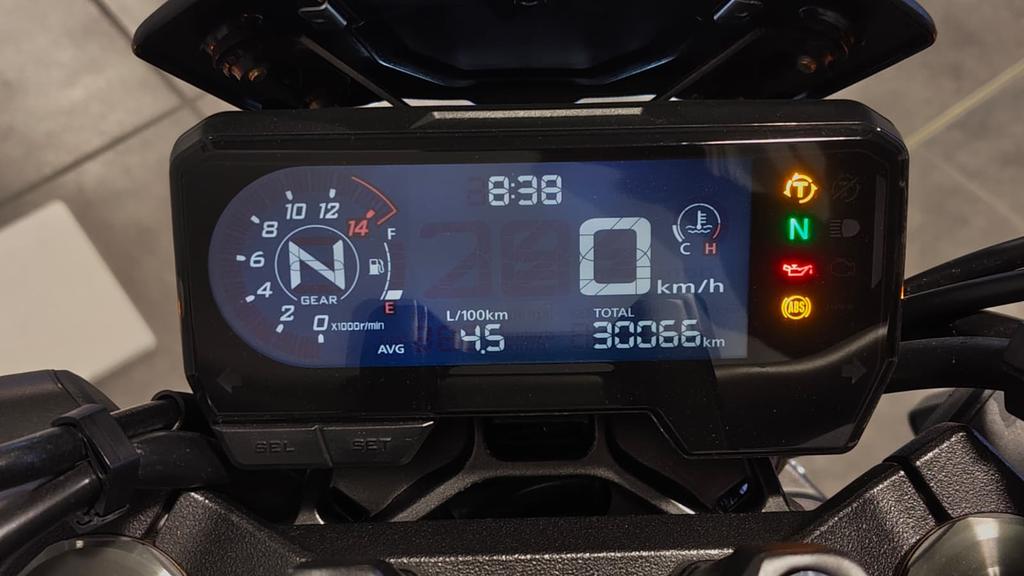 8:38
10 12
8
14
6
F
4
N
GEAR
E
2
0 X1000r/min
0 km/h
C H
L/100km
TOTAL
AVG
4.5
30066 km
T
N
ABS
SEL SET